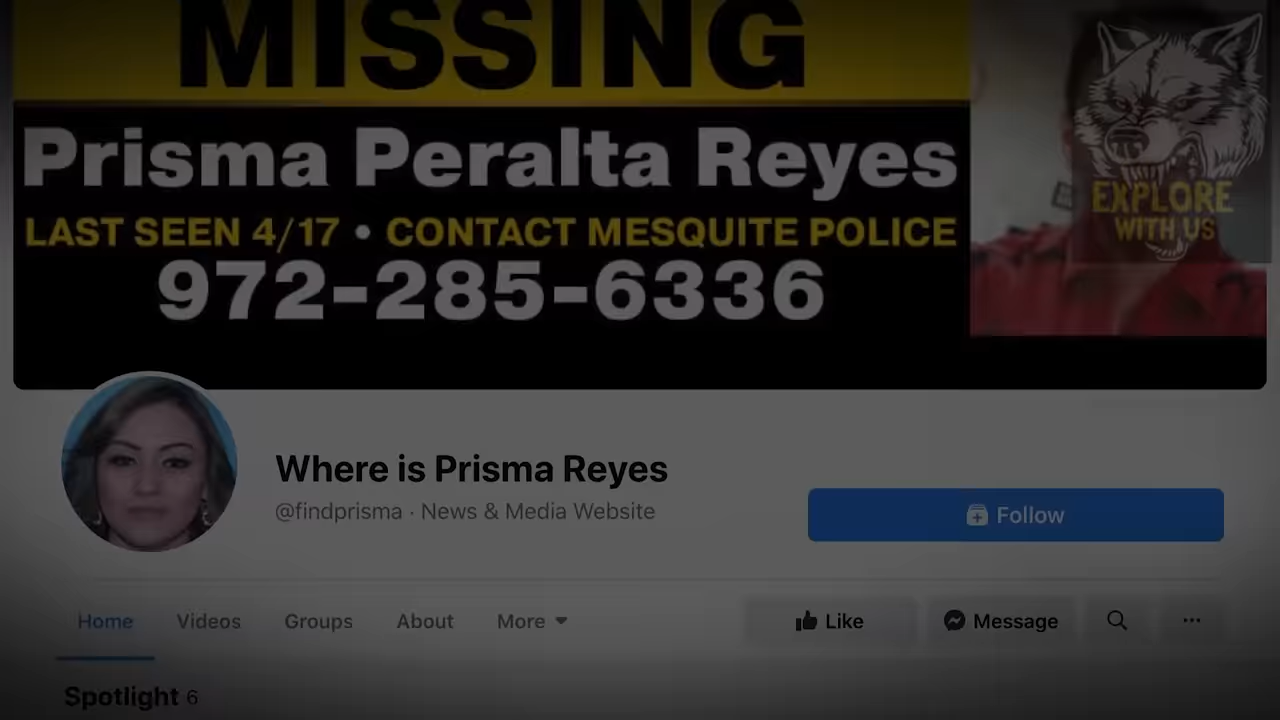 MISSING
Prisma Peralta Reyes
LAST SEEN 4/17 • CONTACT MESQUITE POLICE
972-285-6336
EXPLORE
WITH US
Where is Prisma Reyes
@findprisma · News & Media Website
Follow
Home Videos Groups About More
Like Message
Spotlight 6